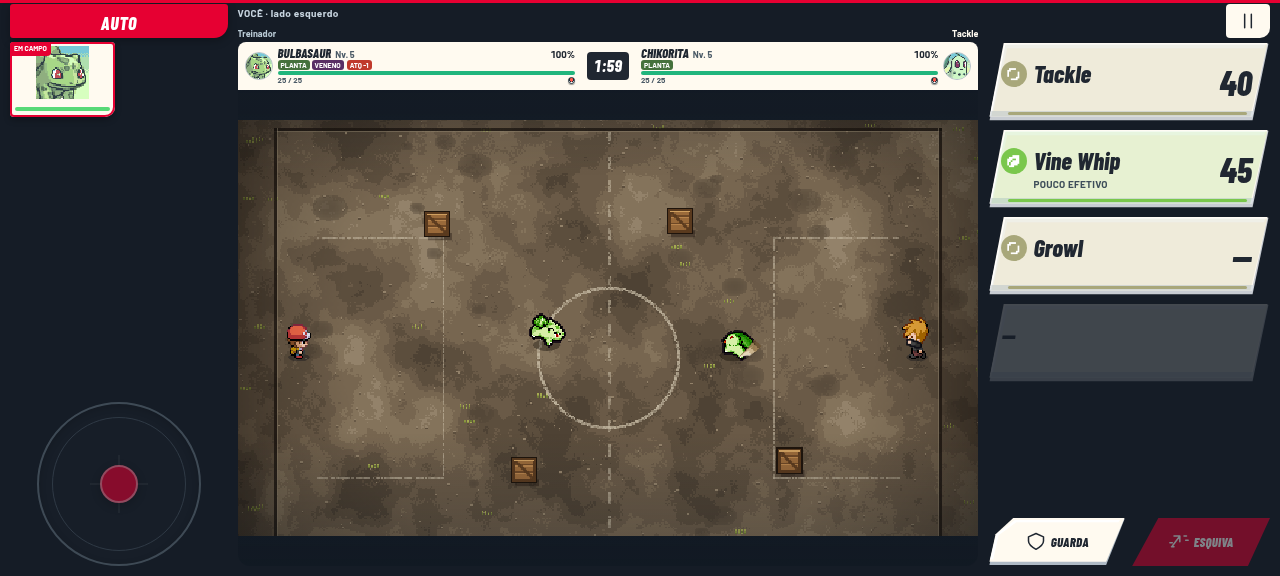 AUTO
EM CAMPO
VOCÊ · lado esquerdo
Treinador
Tackle
BULBASAUR Nv. 5
100%
PLANTA VENENO ATQ -1
25 / 25
1:59
CHIKORITA Nv. 5
100%
PLANTA
25 / 25
Tackle
40
Vine Whip
45
POUCO EFETIVO
Growl
—
—
GUARDA
ESQUIVA